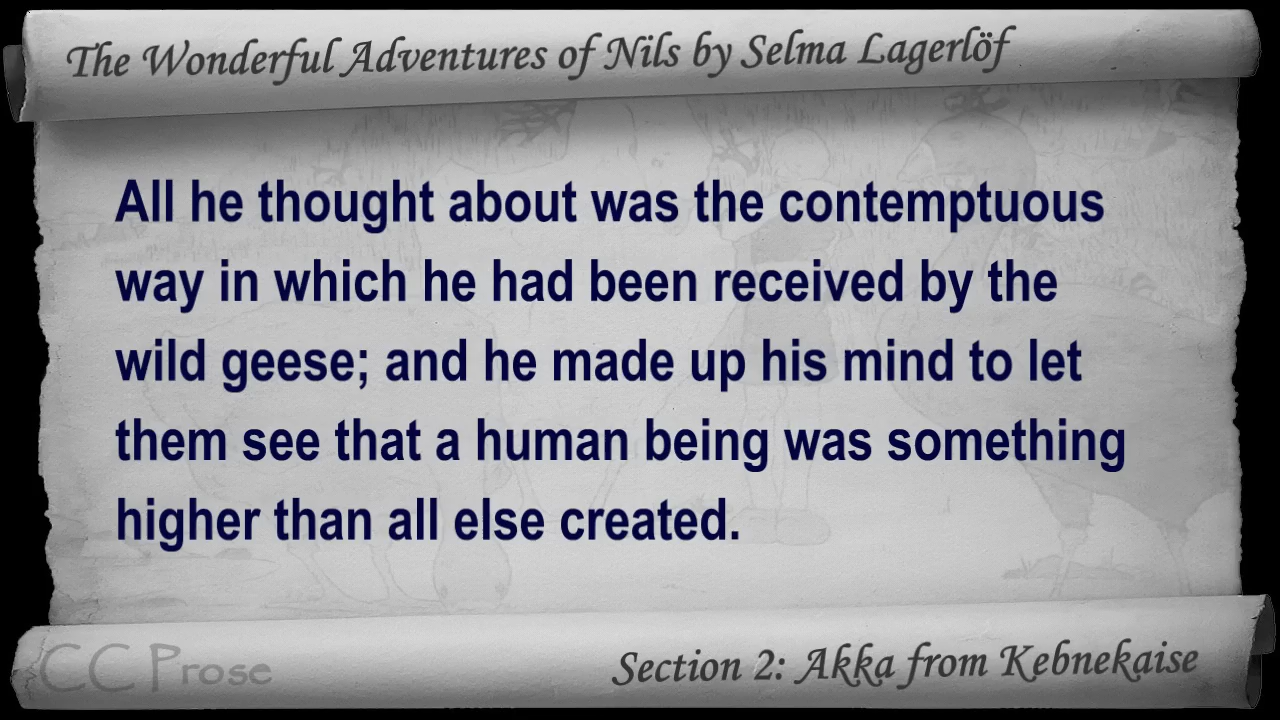 The Wonderful Adventures of Nils by Selma Lagerlöf
All he thought about was the contemptuous
way in which he had been received by the
wild geese; and he made up his mind to let
them see that a human being was something
higher than all else created.
CC Prose
Section 2: Akka from Kebnekaise